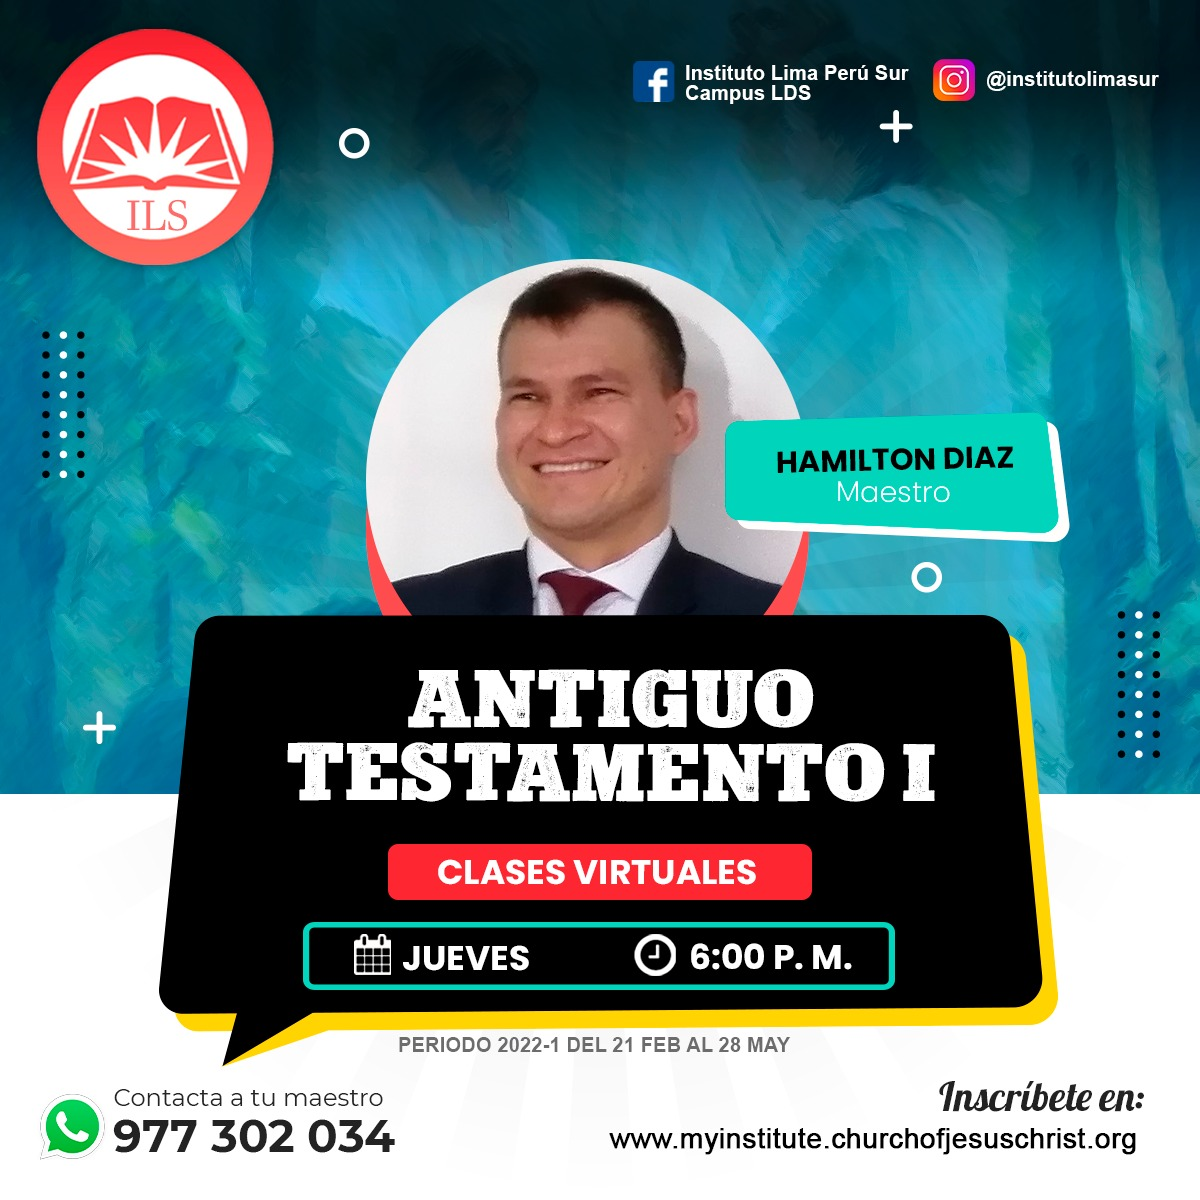 ILS
Instituto Lima Perú Sur
Campus LDS
@institutolimasur
HAMILTON DIAZ
Maestro
ANTIGUO
TESTAMENTO I
CLASES VIRTUALES
JUEVES
6:00 P. M.
PERIODO 2022-1 DEL 21 FEB AL 28 MAY
Contacta a tu maestro
977 302 034
Inscríbete en:
www.myinstitute.churchofjesuschrist.org